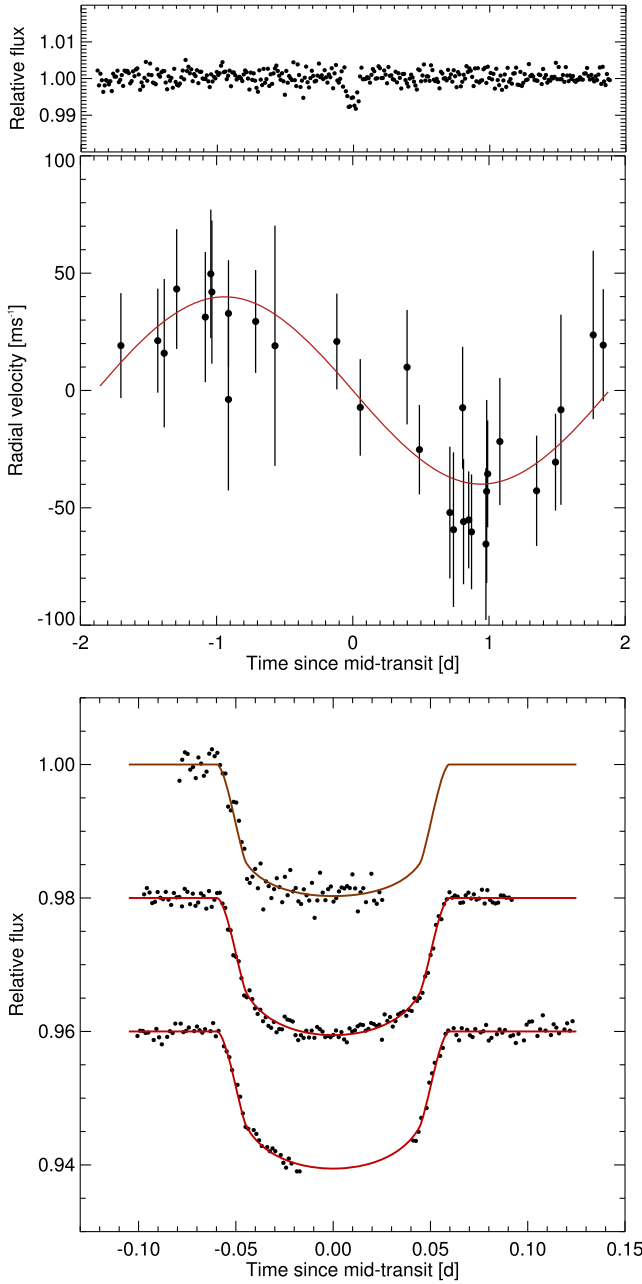 1.01
1.00
0.99
Relative flux
100
50
0
-50
-100
Radial velocity [ms⁻¹]
-2 -1 0 1 2
Time since mid-transit [d]
1.00
0.98
0.96
0.94
Relative flux
-0.10 -0.05 0.00 0.05 0.10 0.15
Time since mid-transit [d]